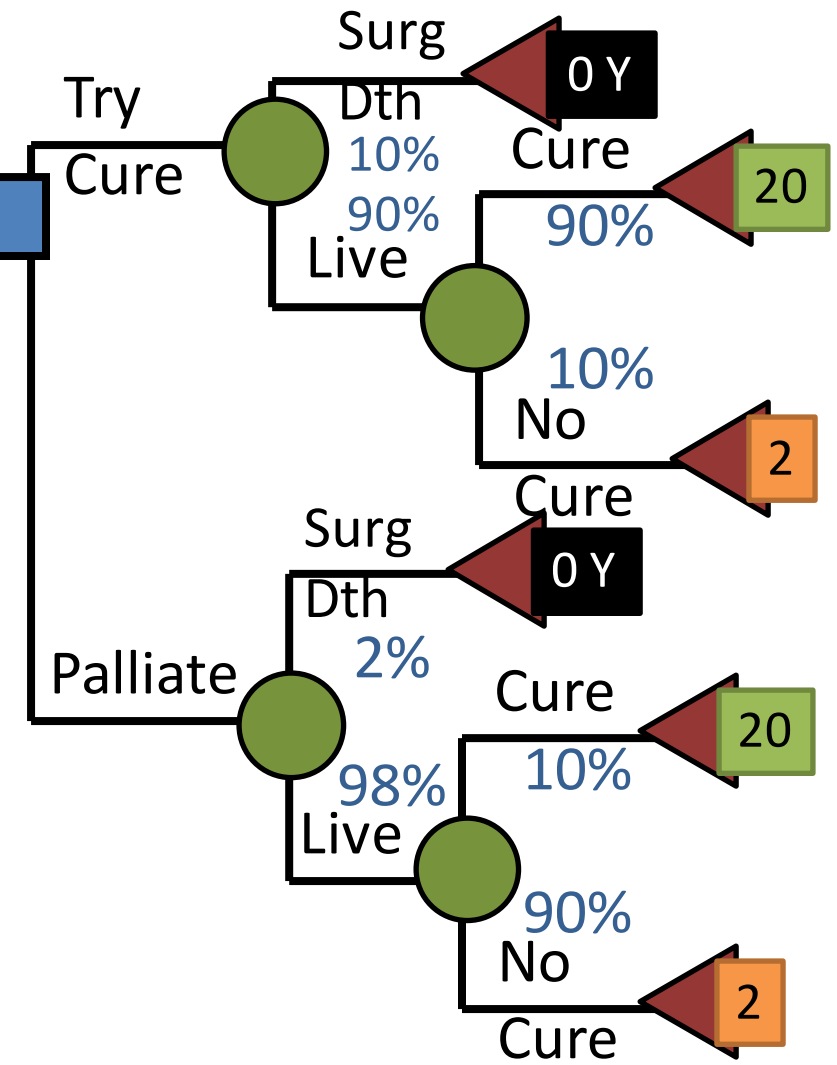 Surg
0 Y
Try
Dth
Cure
10%
Cure
20
90%
90%
Live
10%
No
2
Cure
Surg
0 Y
Dth
2%
Palliate
Cure
20
98%
10%
Live
90%
No
2
Cure